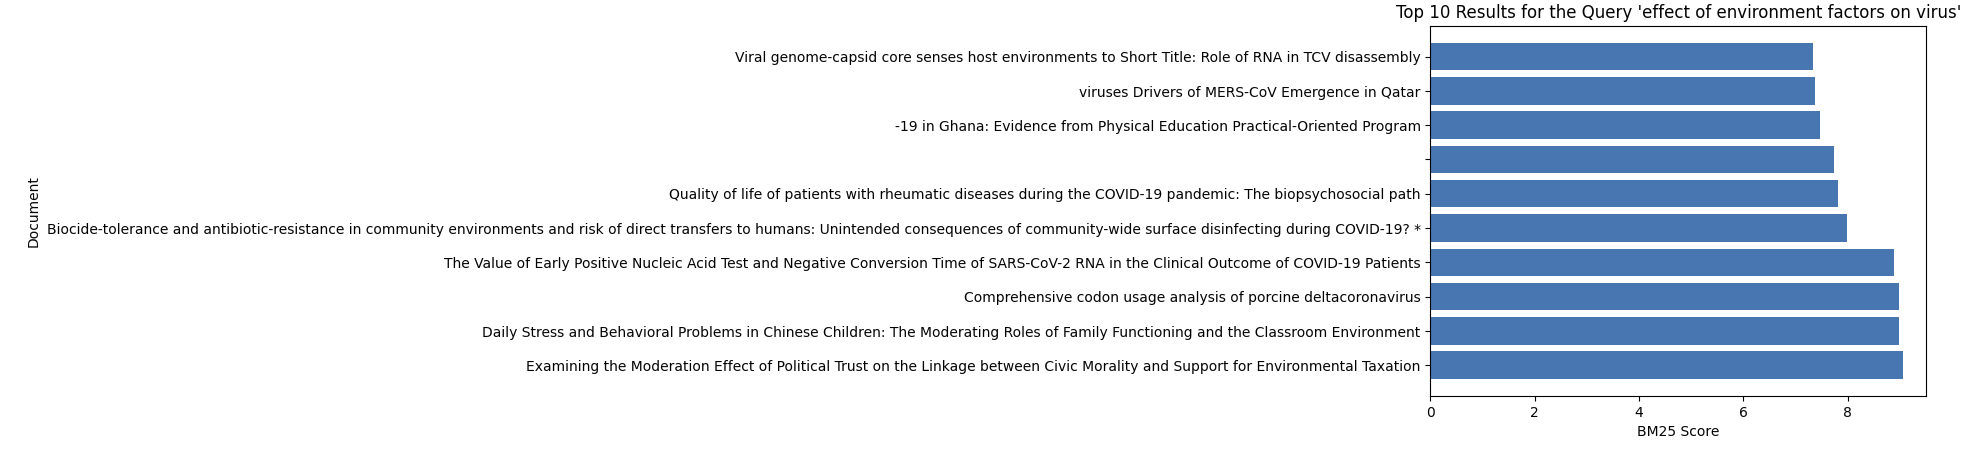 Top 10 Results for the Query 'effect of environment factors on virus'
Viral genome-capsid core senses host environments to Short Title: Role of RNA in TCV disassembly
viruses Drivers of MERS-CoV Emergence in Qatar
-19 in Ghana: Evidence from Physical Education Practical-Oriented Program
Quality of life of patients with rheumatic diseases during the COVID-19 pandemic: The biopsychosocial path
Biocide-tolerance and antibiotic-resistance in community environments and risk of direct transfers to humans: Unintended consequences of community-wide surface disinfecting during COVID-19? *
The Value of Early Positive Nucleic Acid Test and Negative Conversion Time of SARS-CoV-2 RNA in the Clinical Outcome of COVID-19 Patients
Comprehensive codon usage analysis of porcine deltacoronavirus
Daily Stress and Behavioral Problems in Chinese Children: The Moderating Roles of Family Functioning and the Classroom Environment
Examining the Moderation Effect of Political Trust on the Linkage between Civic Morality and Support for Environmental Taxation
Document
0 2 4 6 8
BM25 Score